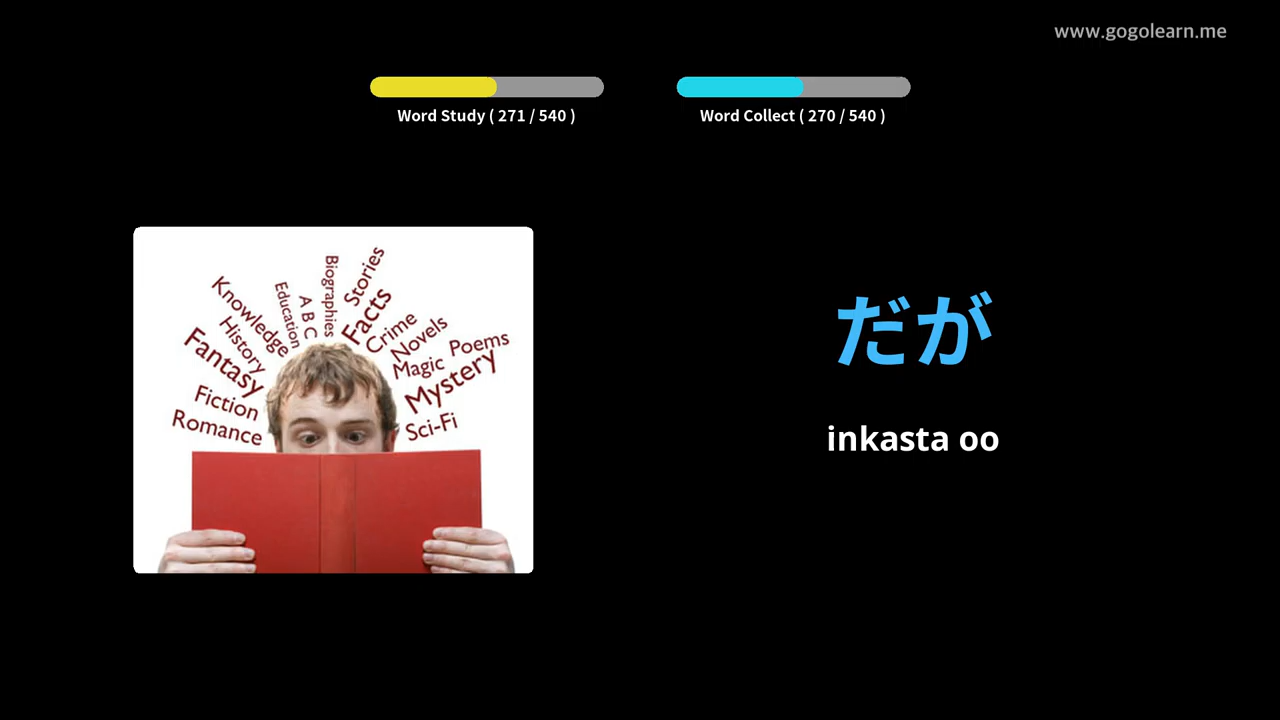 www.gogolearn.me
Word Study ( 271 / 540 )
Word Collect ( 270 / 540 )
Knowledge
History
Fantasy
Fiction
Romance
Education
A B C
Biographies
Stories
Facts
Crime
Novels
Magic
Poems
Mystery
Sci-Fi
だが
inkasta oo